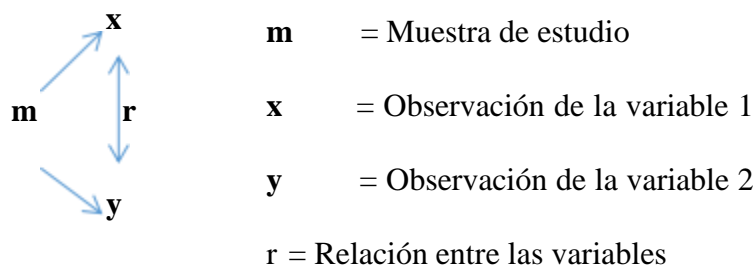 x
m = Muestra de estudio
m r x = Observación de la variable 1
y = Observación de la variable 2
y
r = Relación entre las variables